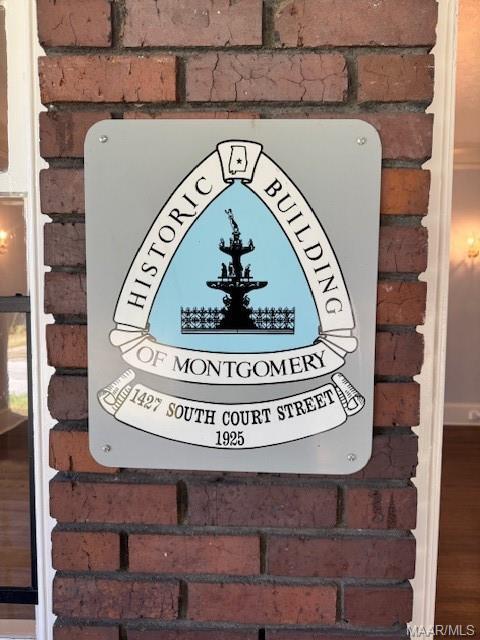 HISTORIC BUILDING
OF MONTGOMERY
1427 SOUTH COURT STREET
1925
MAAR/MLS